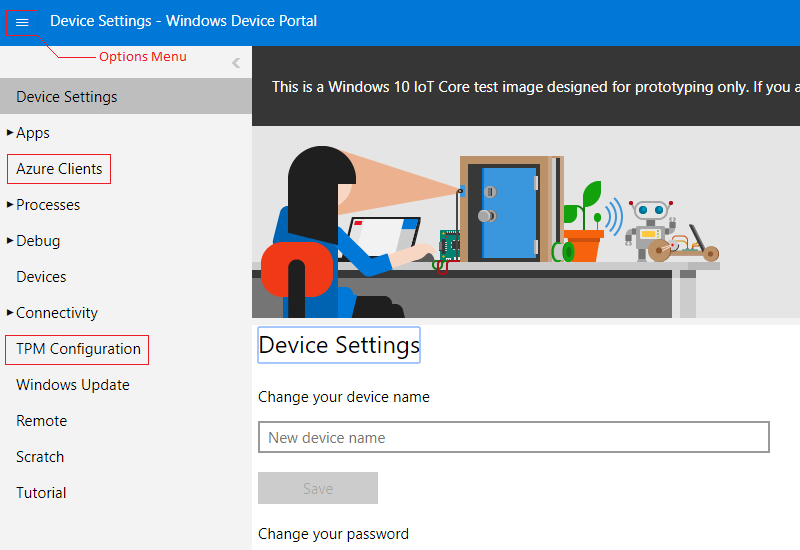 Device Settings - Windows Device Portal
Options Menu
Device Settings
Apps
Azure Clients
Processes
Debug
Devices
Connectivity
TPM Configuration
Windows Update
Remote
Scratch
Tutorial
This is a Windows 10 IoT Core test image designed for prototyping only. If you a
Device Settings
Change your device name
New device name
Save
Change your password